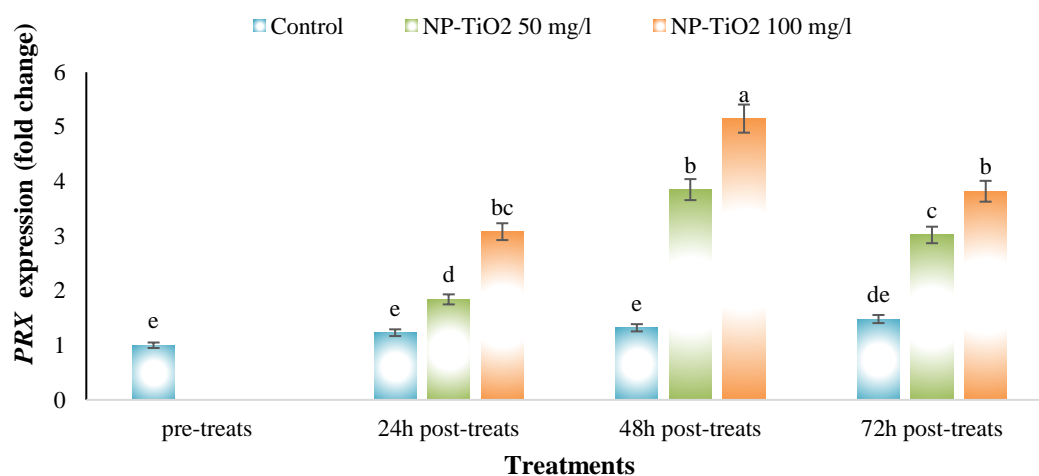 Control NP-TiO2 50 mg/l NP-TiO2 100 mg/l
PRX expression (fold change)
6
5
4
3
2
1
0
e
e
d
bc
e
b
a
de
c
b
pre-treats 24h post-treats 48h post-treats 72h post-treats
Treatments